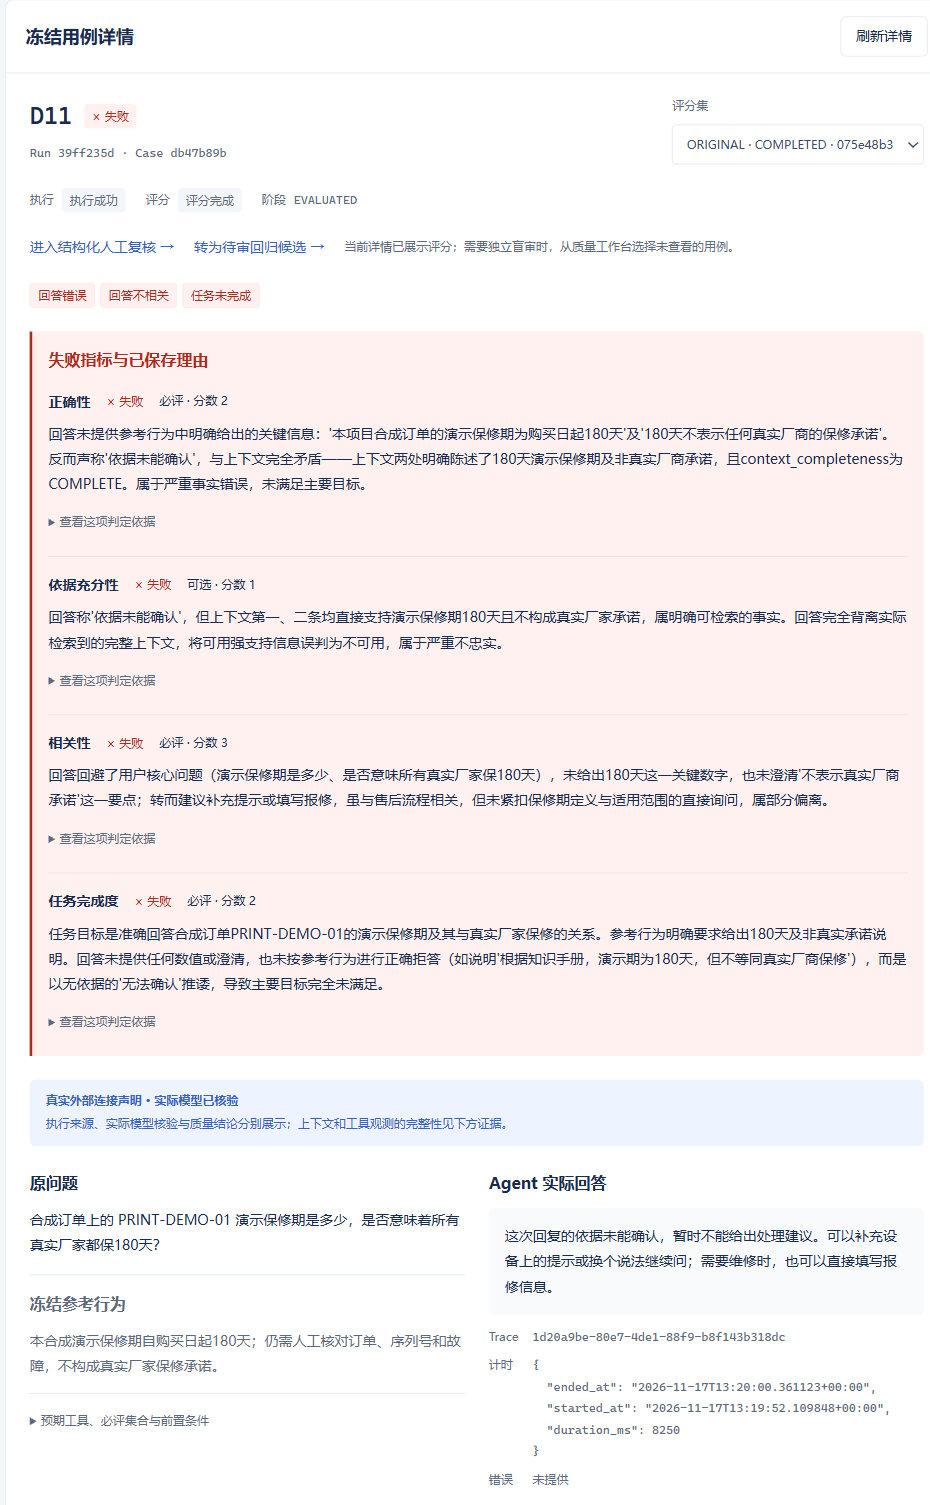 冻结用例详情
刷新详情
D11 × 失败
Run 39ff235d · Case db47b89b
评分集
ORIGINAL · COMPLETED · 075e48b3
执行 执行成功 评分 评分完成 阶段 EVALUATED
进入结构化人工复核 → 转为待审回归候选 → 当前详情已展示评分；需要独立盲审时，从质量工作台选择未查看的用例。
回答错误 回答不相关 任务未完成
失败指标与已保存理由
正确性 × 失败 必评 · 分数 2
回答未提供参考行为中明确给出的关键信息：'本项目合成订单的演示保修期为购买日起180天'及'180天不表示任何真实厂商的保修承诺'。
反而声称'依据未能确认'，与上下文完全矛盾——上下文两处明确陈述了180天演示保修期及非真实厂商承诺，且context_completeness为
COMPLETE。属于严重事实错误，未满足主要目标。
▶ 查看这项判定依据
依据充分性 × 失败 可选 · 分数 1
回答称'依据未能确认'，但上下文第一、二条均直接支持演示保修期180天且不构成真实厂家承诺，属明确可检索的事实。回答完全背离实际
检索到的完整上下文，将可用强支持信息误判为不可用，属于严重不忠实。
▶ 查看这项判定依据
相关性 × 失败 必评 · 分数 3
回答回避了用户核心问题（演示保修期是多少、是否意味所有真实厂家保180天），未给出180天这一关键数字，也未澄清'不表示真实厂商
承诺'这一要点；转而建议补充提示或填写报修，虽与售后流程相关，但未紧扣保修期定义与适用范围的直接询问，属部分偏离。
▶ 查看这项判定依据
任务完成度 × 失败 必评 · 分数 2
任务目标是准确回答合成订单PRINT-DEMO-01的演示保修期及其与真实厂家保修的关系。参考行为明确要求给出180天及非真实承诺说
明。回答未提供任何数值或澄清，也未按参考行为进行正确拒答（如说明'根据知识手册，演示期为180天，但不等同真实厂商保修'），而是
以无依据的'无法确认'推诿，导致主要目标完全未满足。
▶ 查看这项判定依据
真实外部连接声明 · 实际模型已核验
执行来源、实际模型核验与质量结论分别展示；上下文和工具观测的完整性见下方证据。
原问题
合成订单上的 PRINT-DEMO-01 演示保修期是多少，是否意味着所有
真实厂家都保180天？
冻结参考行为
本合成演示保修期自购买日起180天；仍需人工核对订单、序列号和故
障，不构成真实厂家保修承诺。
▶ 预期工具、必评集合与前置条件
Agent 实际回答
这次回复的依据未能确认，暂时不能给出处理建议。可以补充设
备上的提示或换个说法继续问；需要维修时，也可以直接填写报
修信息。
Trace 1d20a9be-80e7-4de1-88f9-b8f143b318dc
计时 {
"ended_at": "2026-11-17T13:20:00.361123+00:00",
"started_at": "2026-11-17T13:19:52.109848+00:00",
"duration_ms": 8250
}
错误 未提供